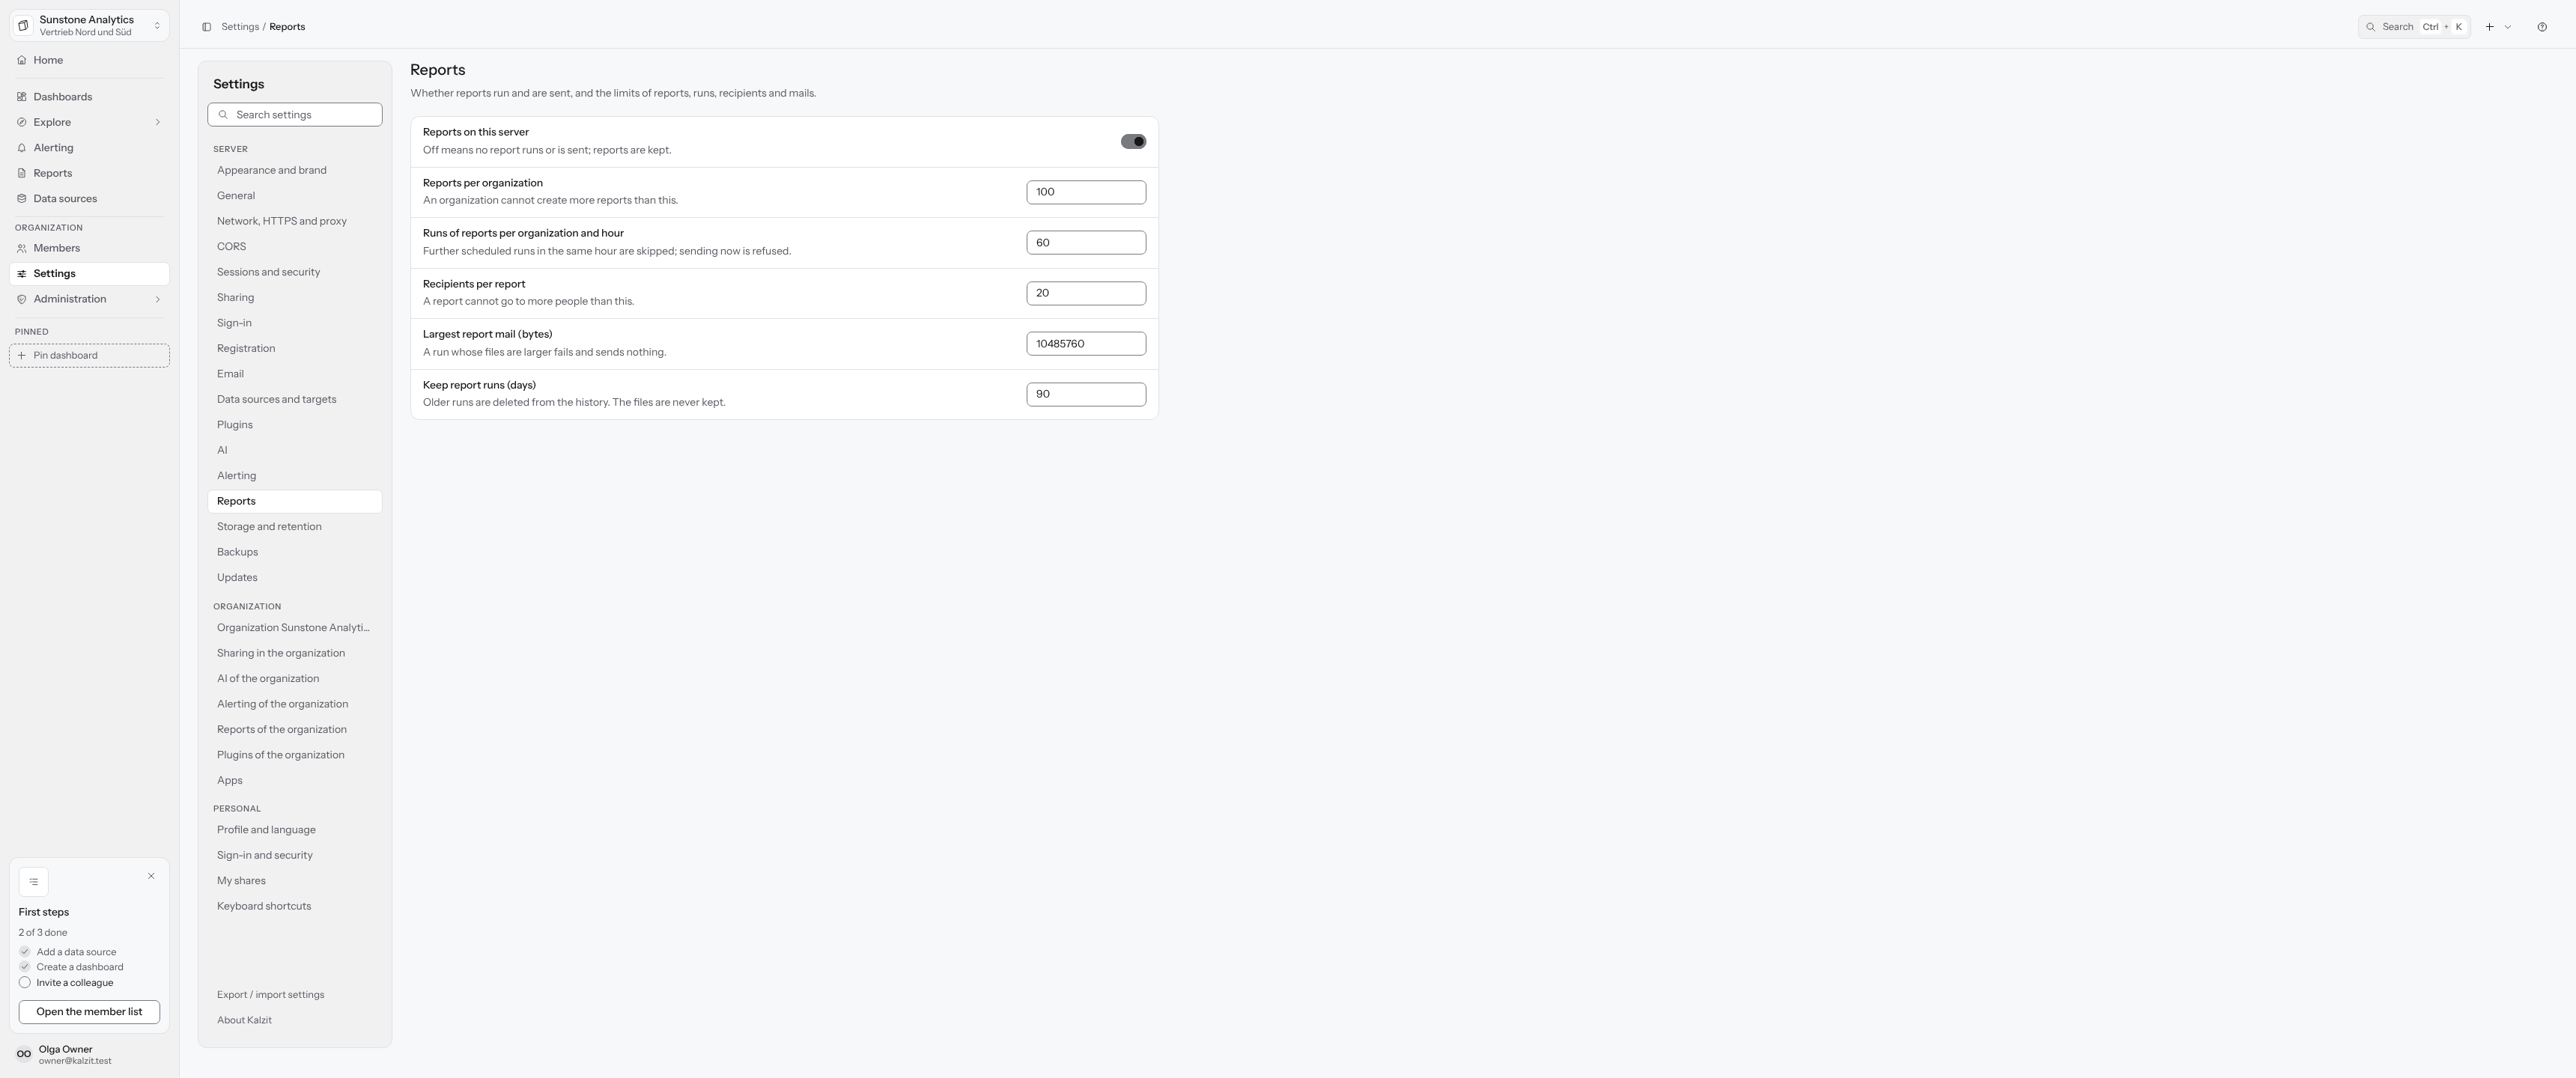 Sunstone Analytics
Vertrieb Nord und Süd
Home
Dashboards
Explore
Alerting
Reports
Data sources
ORGANIZATION
Members
Settings
Administration
PINNED
Pin dashboard
First steps
2 of 3 done
Add a data source
Create a dashboard
Invite a colleague
Open the member list
OO
Olga Owner
owner@kalzit.test
Settings / Reports
Search Ctrl + K
Settings
Search settings
SERVER
Appearance and brand
General
Network, HTTPS and proxy
CORS
Sessions and security
Sharing
Sign-in
Registration
Email
Data sources and targets
Plugins
AI
Alerting
Reports
Storage and retention
Backups
Updates
ORGANIZATION
Organization Sunstone Analyti...
Sharing in the organization
AI of the organization
Alerting of the organization
Reports of the organization
Plugins of the organization
Apps
PERSONAL
Profile and language
Sign-in and security
My shares
Keyboard shortcuts
Export / import settings
About Kalzit
Reports
Whether reports run and are sent, and the limits of reports, runs, recipients and mails.
Reports on this server
Off means no report runs or is sent; reports are kept.
Reports per organization
An organization cannot create more reports than this.
100
Runs of reports per organization and hour
Further scheduled runs in the same hour are skipped; sending now is refused.
60
Recipients per report
A report cannot go to more people than this.
20
Largest report mail (bytes)
A run whose files are larger fails and sends nothing.
10485760
Keep report runs (days)
Older runs are deleted from the history. The files are never kept.
90